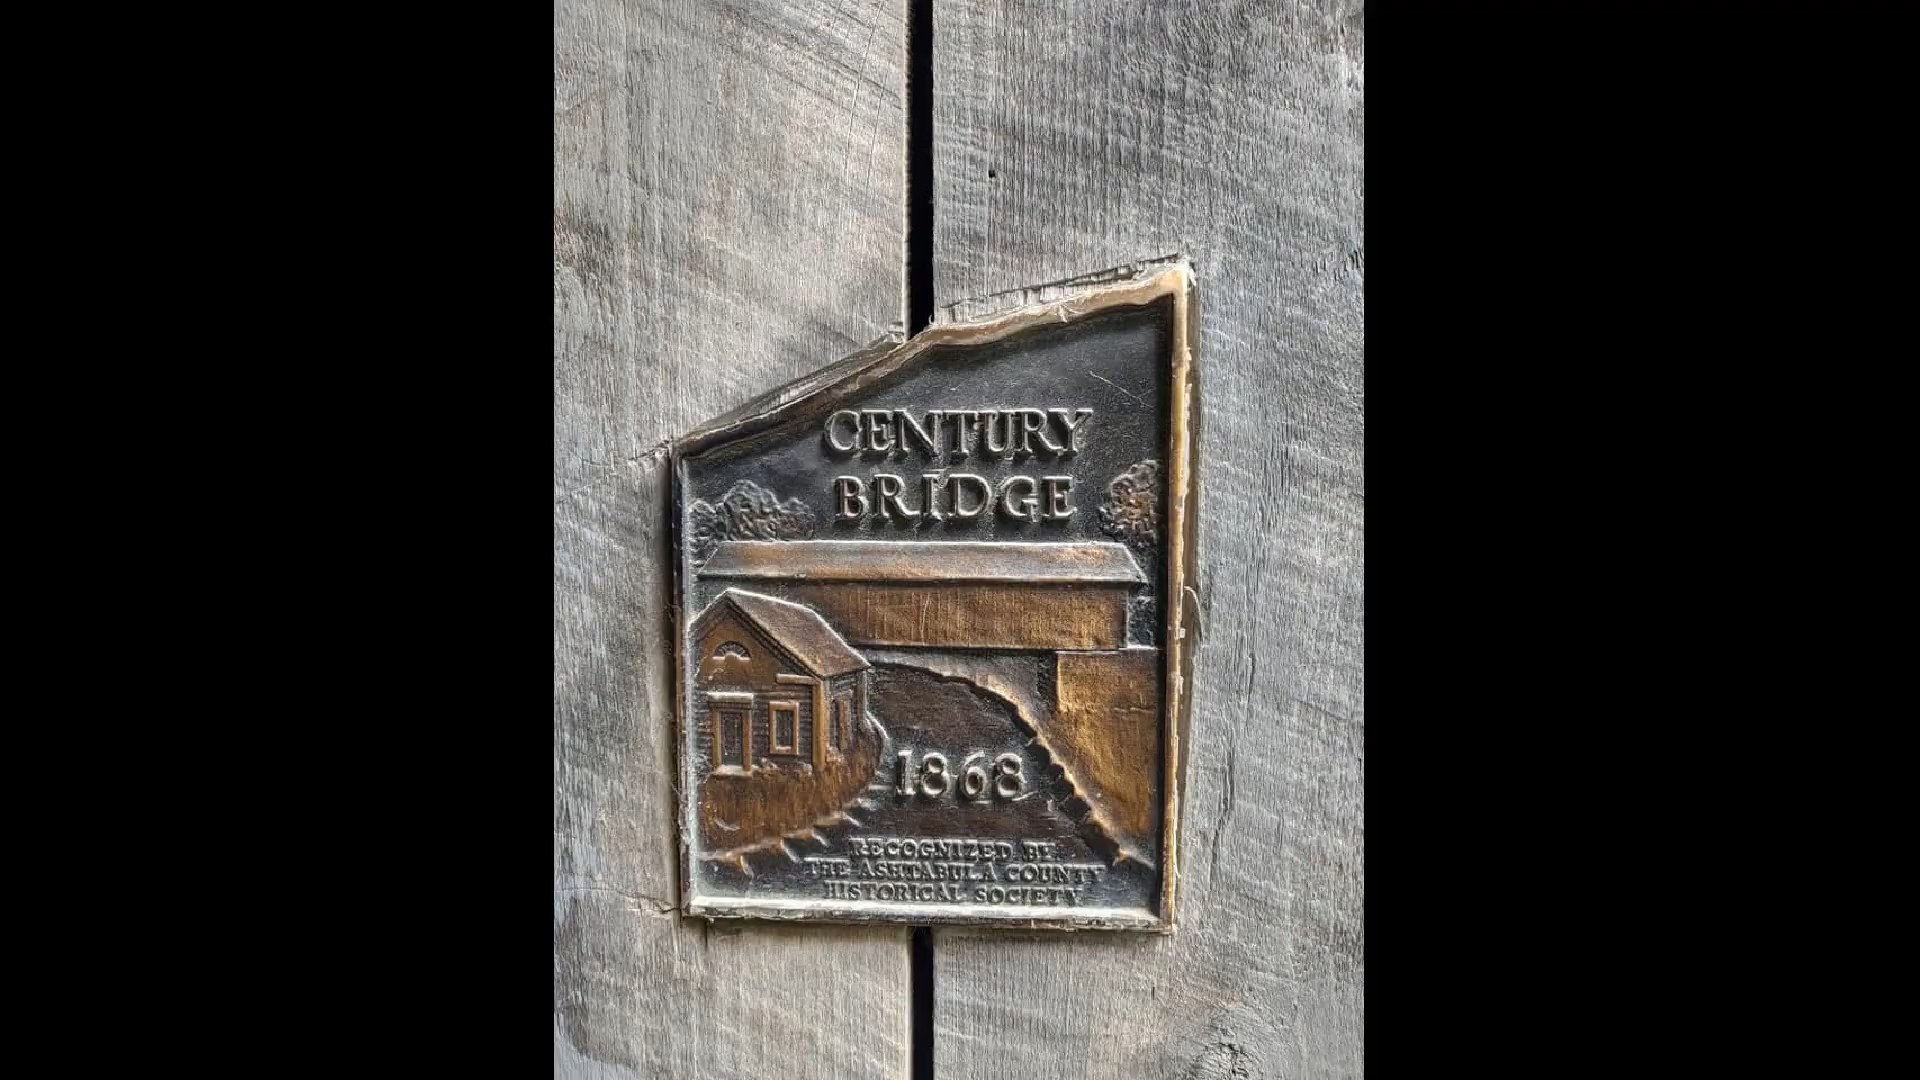 CENTURY
BRIDGE
1868
RECOGNIZED BY
THE ASHTABULA COUNTY
HISTORICAL SOCIETY